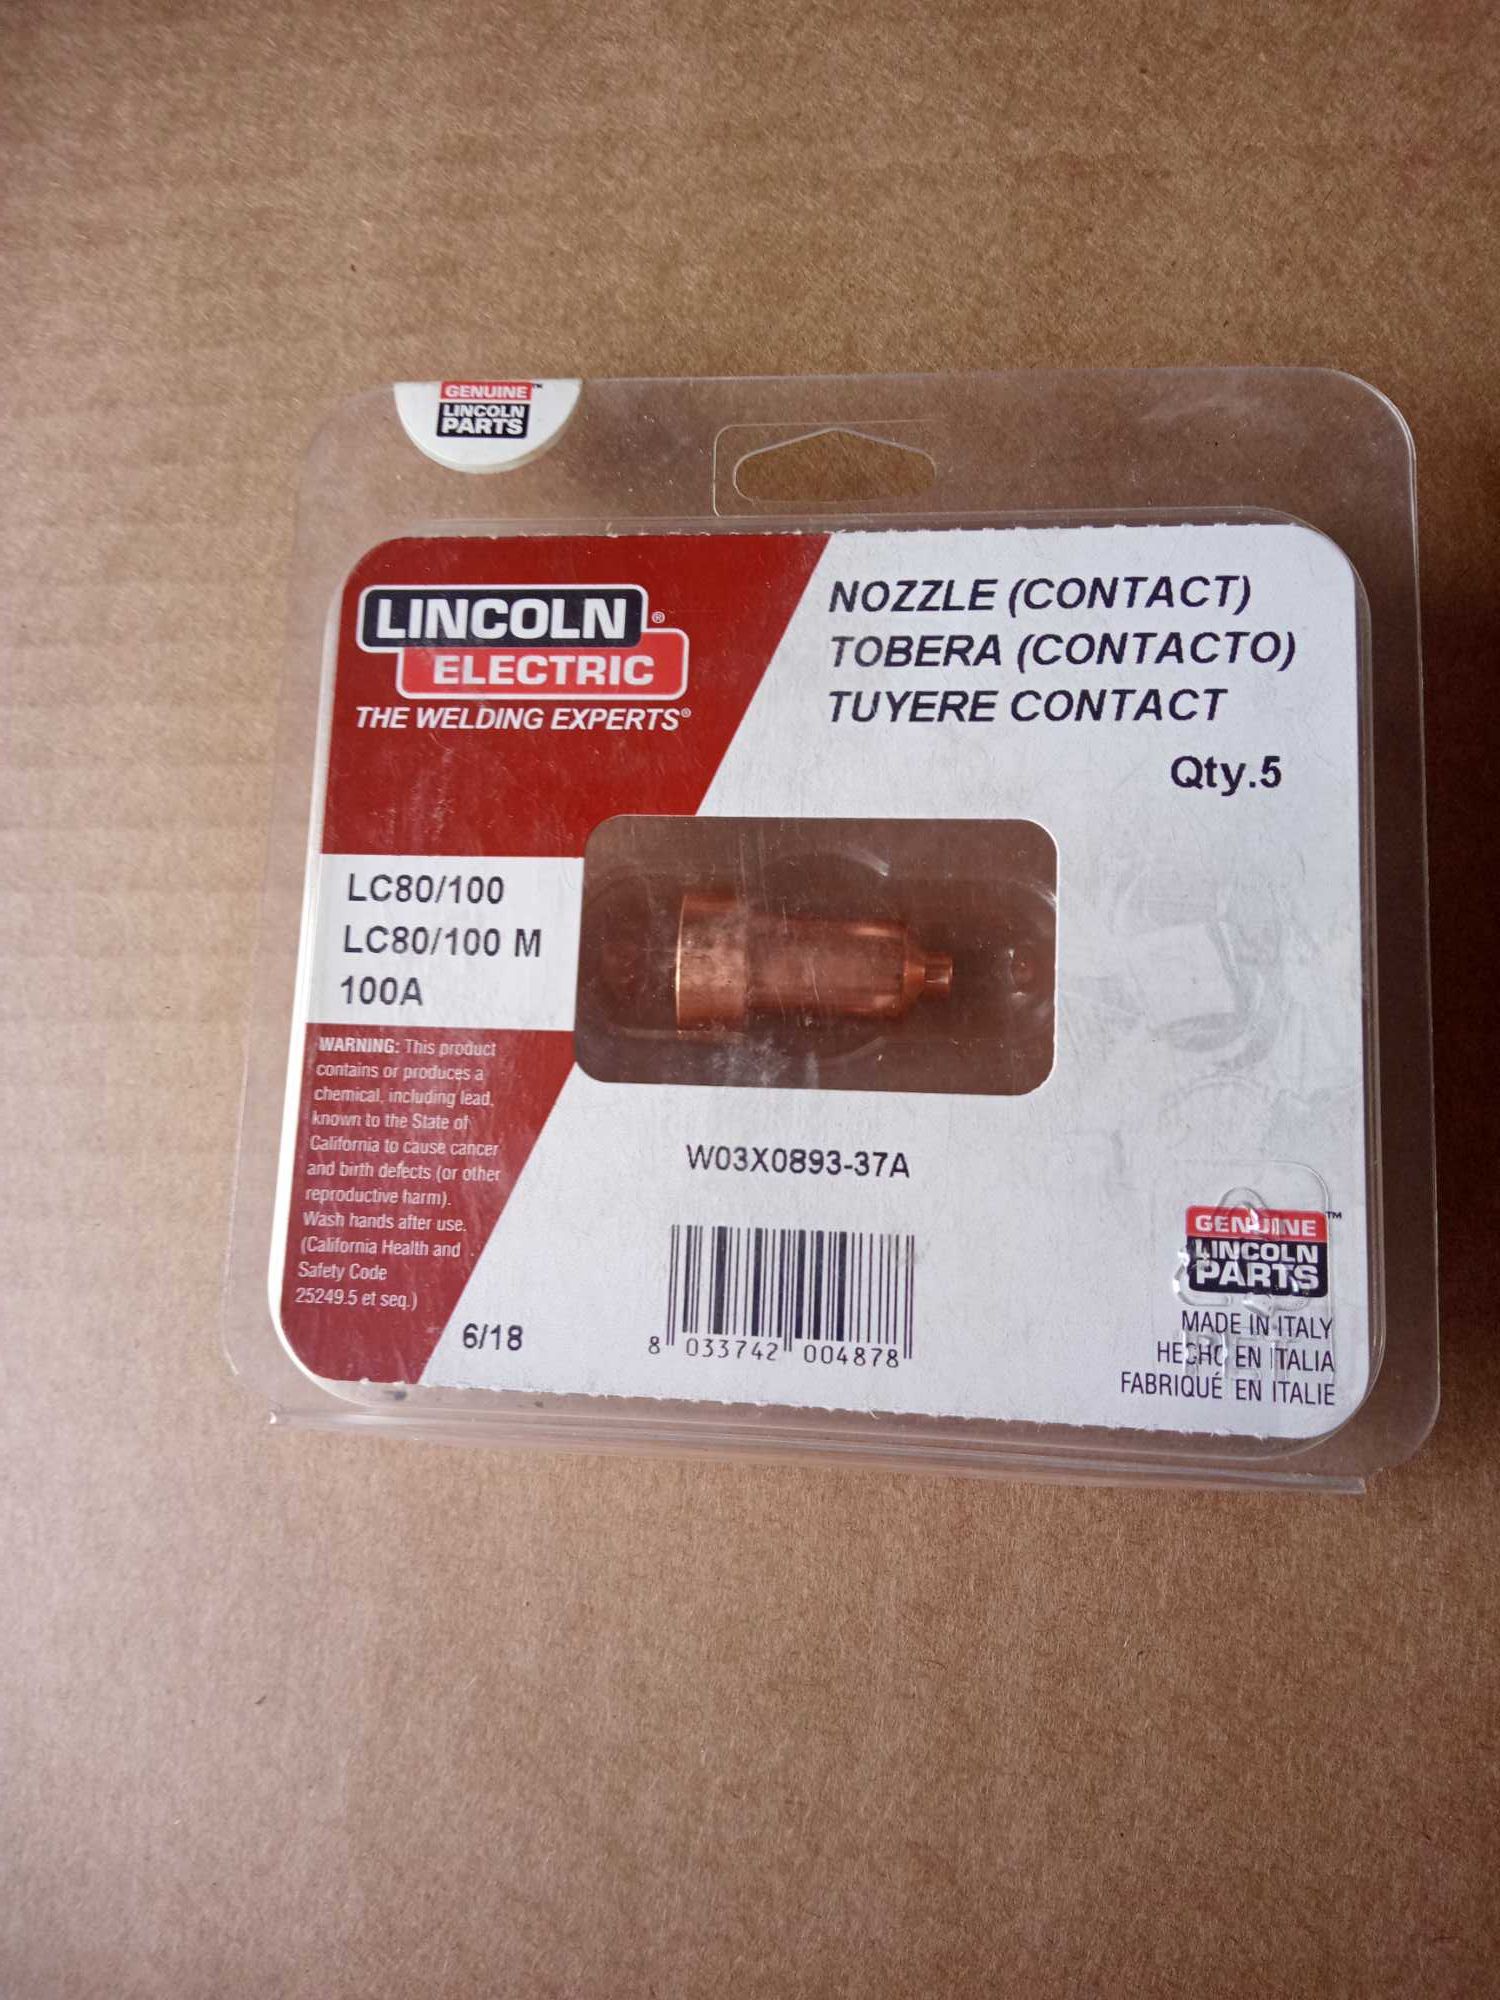 GENUINE™
LINCOLN
PARTS
LINCOLN®
ELECTRIC
THE WELDING EXPERTS®
NOZZLE (CONTACT)
TOBERA (CONTACTO)
TUYERE CONTACT
Qty.5
LC80/100
LC80/100 M
100A
WARNING: This product
contains or produces a
chemical, including lead,
known to the State of
California to cause cancer
and birth defects (or other
reproductive harm).
Wash hands after use.
(California Health and
Safety Code
25249.5 et seq.)
6/18
W03X0893-37A
8 033742 004878
GENUINE™
LINCOLN
PARTS
MADE IN ITALY
HECHO EN ITALIA
FABRIQUÉ EN ITALIE
PET